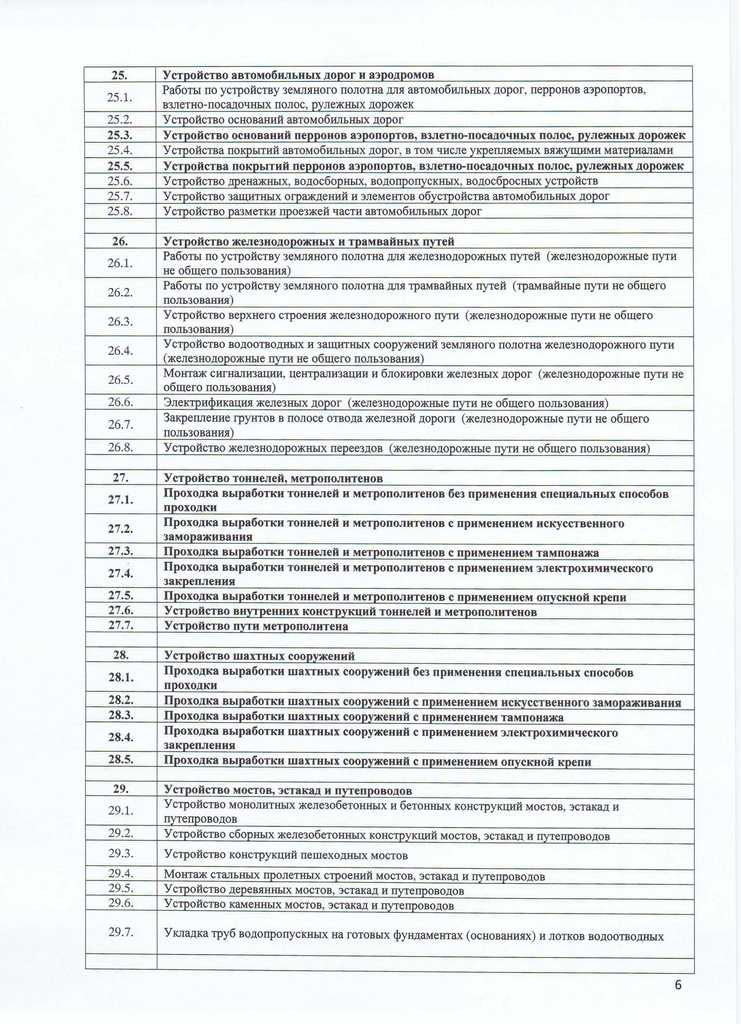 25. Устройство автомобильных дорог и аэродромов
25.1. Работы по устройству земляного полотна для автомобильных дорог, перронов аэропортов,
взлетно-посадочных полос, рулежных дорожек
25.2. Устройство оснований автомобильных дорог
25.3. Устройство оснований перронов аэропортов, взлетно-посадочных полос, рулежных дорожек
25.4. Устройства покрытий автомобильных дорог, в том числе укрепляемых вяжущими материалами
25.5. Устройства покрытий перронов аэропортов, взлетно-посадочных полос, рулежных дорожек
25.6. Устройство дренажных, водосборных, водопропускных, водосбросных устройств
25.7. Устройство защитных ограждений и элементов обустройства автомобильных дорог
25.8. Устройство разметки проезжей части автомобильных дорог
26. Устройство железнодорожных и трамвайных путей
26.1. Работы по устройству земляного полотна для железнодорожных путей (железнодорожные пути
не общего пользования)
26.2. Работы по устройству земляного полотна для трамвайных путей (трамвайные пути не общего
пользования)
26.3. Устройство верхнего строения железнодорожного пути (железнодорожные пути не общего
пользования)
26.4. Устройство водоотводных и защитных сооружений земляного полотна железнодорожного пути
(железнодорожные пути не общего пользования)
26.5. Монтаж сигнализации, централизации и блокировки железных дорог (железнодорожные пути не
общего пользования)
26.6. Электрификация железных дорог (железнодорожные пути не общего пользования)
26.7. Закрепление грунтов в полосе отвода железной дороги (железнодорожные пути не общего
пользования)
26.8. Устройство железнодорожных переездов (железнодорожные пути не общего пользования)
27. Устройство тоннелей, метрополитенов
27.1. Проходка выработки тоннелей и метрополитенов без применения специальных способов
проходки
27.2. Проходка выработки тоннелей и метрополитенов с применением искусственного
замораживания
27.3. Проходка выработки тоннелей и метрополитенов с применением тампонажа
27.4. Проходка выработки тоннелей и метрополитенов с применением электрохимического
закрепления
27.5. Проходка выработки тоннелей и метрополитенов с применением опускной крепи
27.6. Устройство внутренних конструкций тоннелей и метрополитенов
27.7. Устройство пути метрополитена
28. Устройство шахтных сооружений
28.1. Проходка выработки шахтных сооружений без применения специальных способов
проходки
28.2. Проходка выработки шахтных сооружений с применением искусственного замораживания
28.3. Проходка выработки шахтных сооружений с применением тампонажа
28.4. Проходка выработки шахтных сооружений с применением электрохимического
закрепления
28.5. Проходка выработки шахтных сооружений с применением опускной крепи
29. Устройство мостов, эстакад и путепроводов
29.1. Устройство монолитных железобетонных и бетонных конструкций мостов, эстакад и
путепроводов
29.2. Устройство сборных железобетонных конструкций мостов, эстакад и путепроводов
29.3. Устройство конструкций пешеходных мостов
29.4. Монтаж стальных пролетных строений мостов, эстакад и путепроводов
29.5. Устройство деревянных мостов, эстакад и путепроводов
29.6. Устройство каменных мостов, эстакад и путепроводов
29.7. Укладка труб водопропускных на готовых фундаментах (основаниях) и лотков водоотводных
6